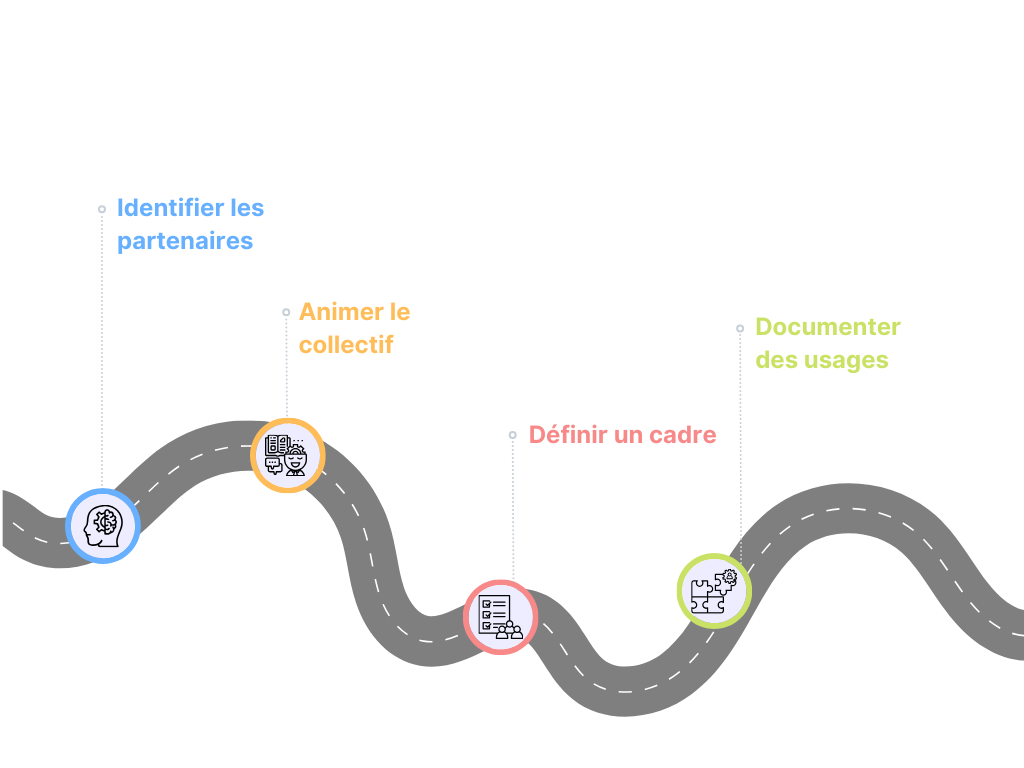 Identifier les
partenaires
Animer le
collectif
Définir un cadre
Documenter
des usages